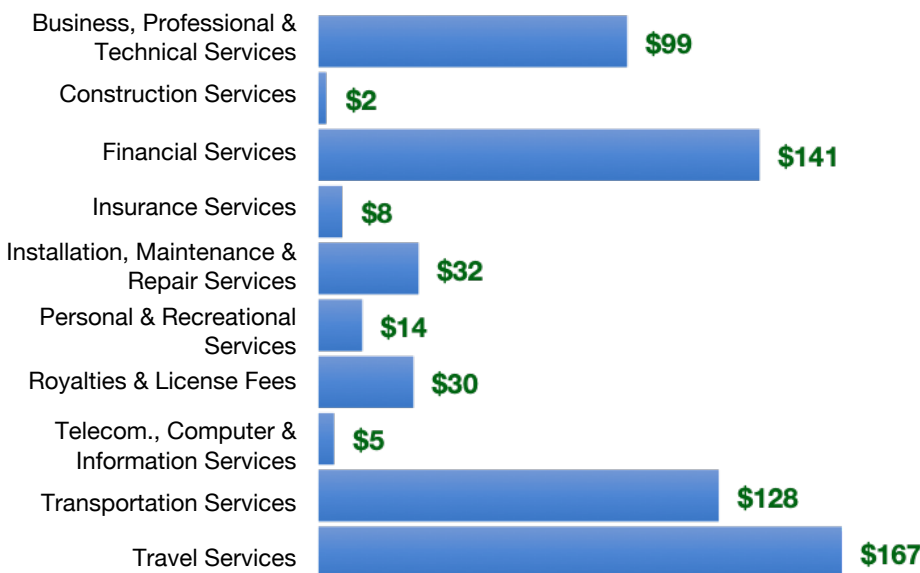 Business, Professional &
Technical Services
$99
Construction Services
$2
Financial Services
$141
Insurance Services
$8
Installation, Maintenance &
Repair Services
$32
Personal & Recreational
Services
$14
Royalties & License Fees
$30
Telecom., Computer &
Information Services
$5
Transportation Services
$128
Travel Services
$167